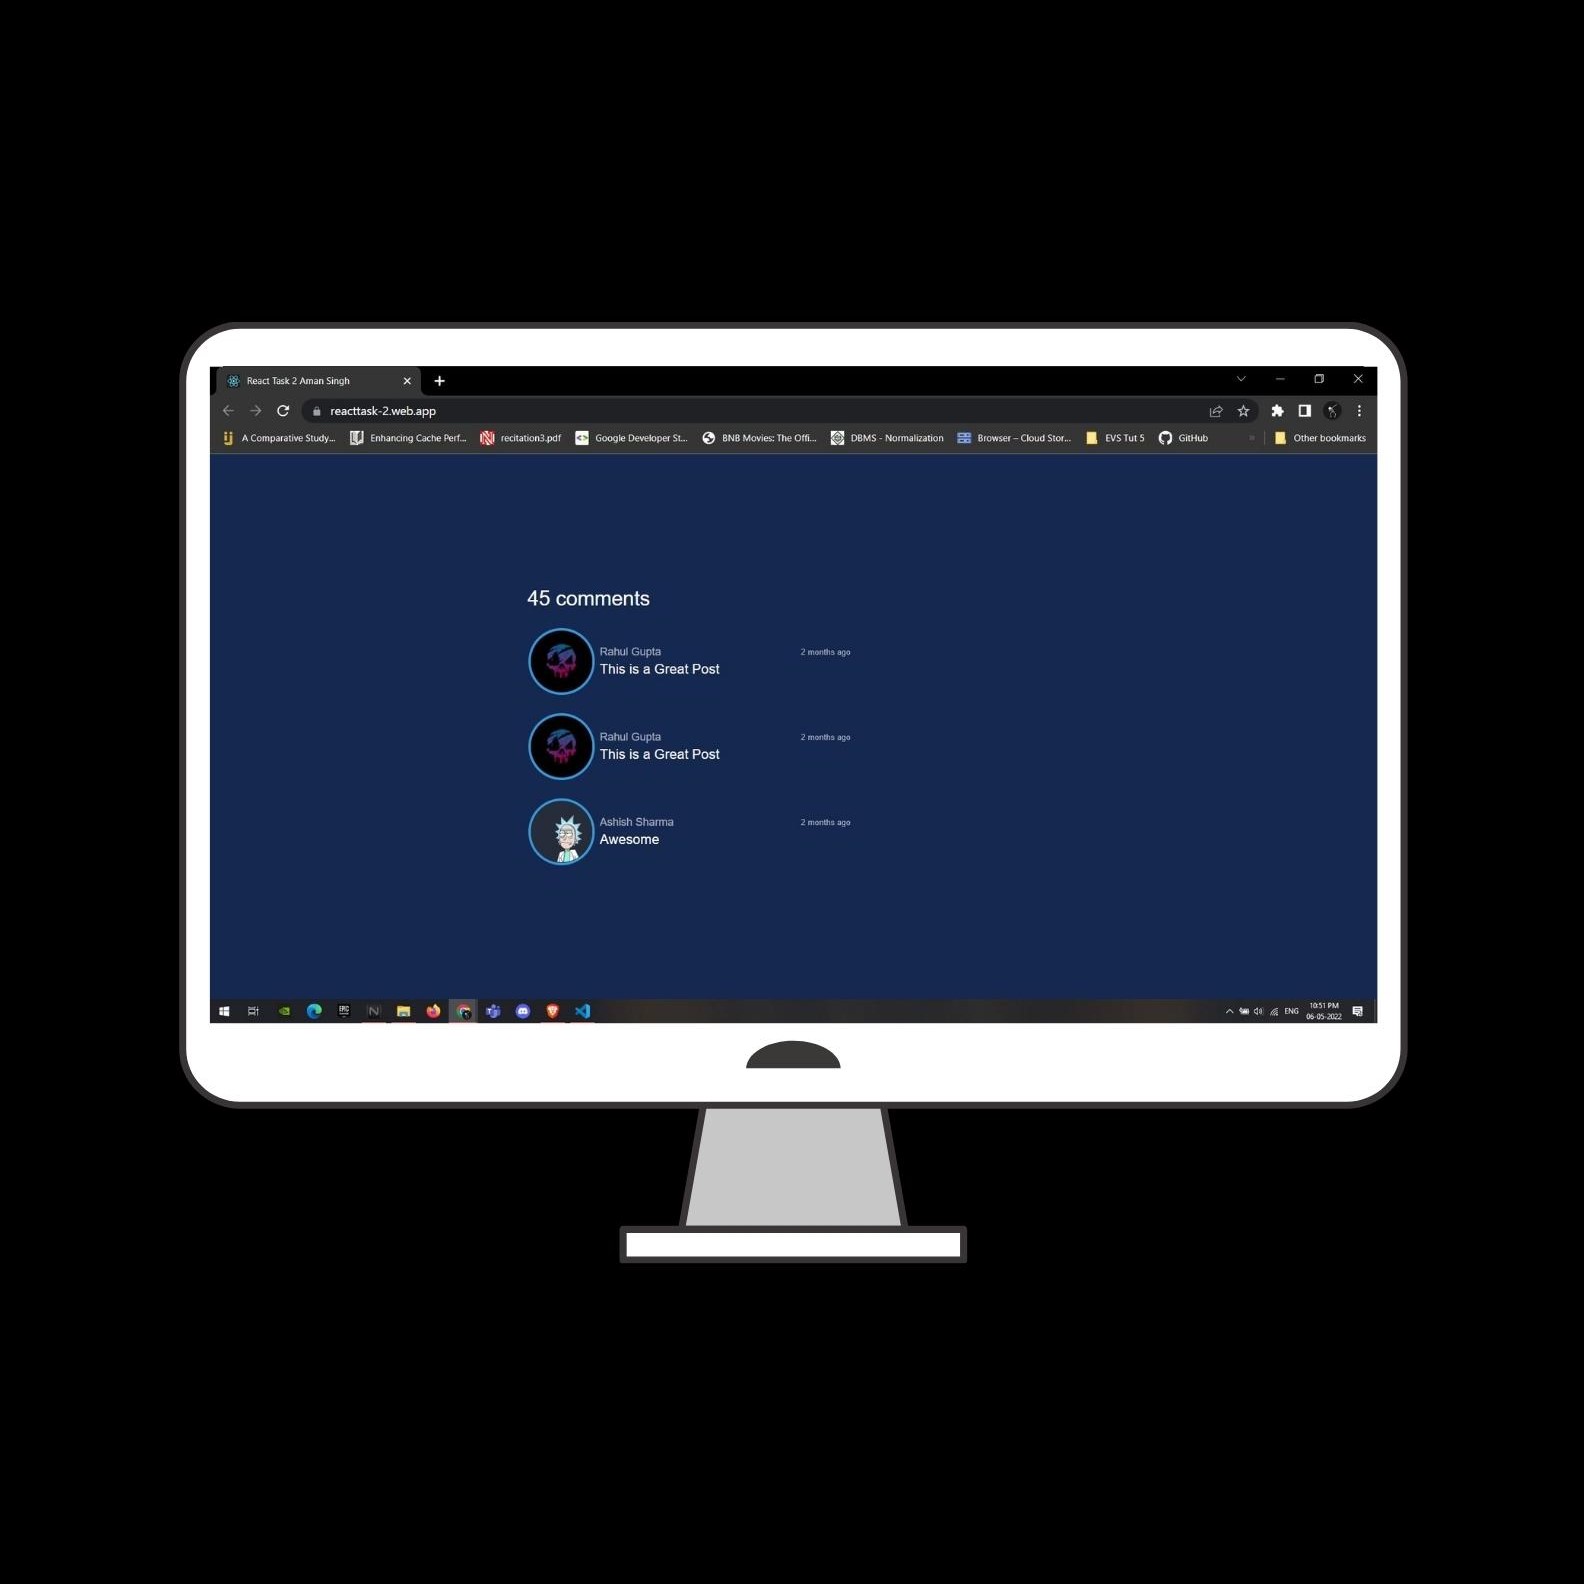 React Task 2 Aman Singh
reacttask-2.web.app
A Comparative Study... Enhancing Cache Perf... recitation3.pdf Google Developer St... BNB Movies: The Offi... DBMS - Normalization Browser – Cloud Stor... EVS Tut 5 GitHub » Other bookmarks
45 comments
Rahul Gupta 2 months ago
This is a Great Post
Rahul Gupta 2 months ago
This is a Great Post
Ashish Sharma 2 months ago
Awesome
EPIC
ENG 10:51 PM
06-05-2022